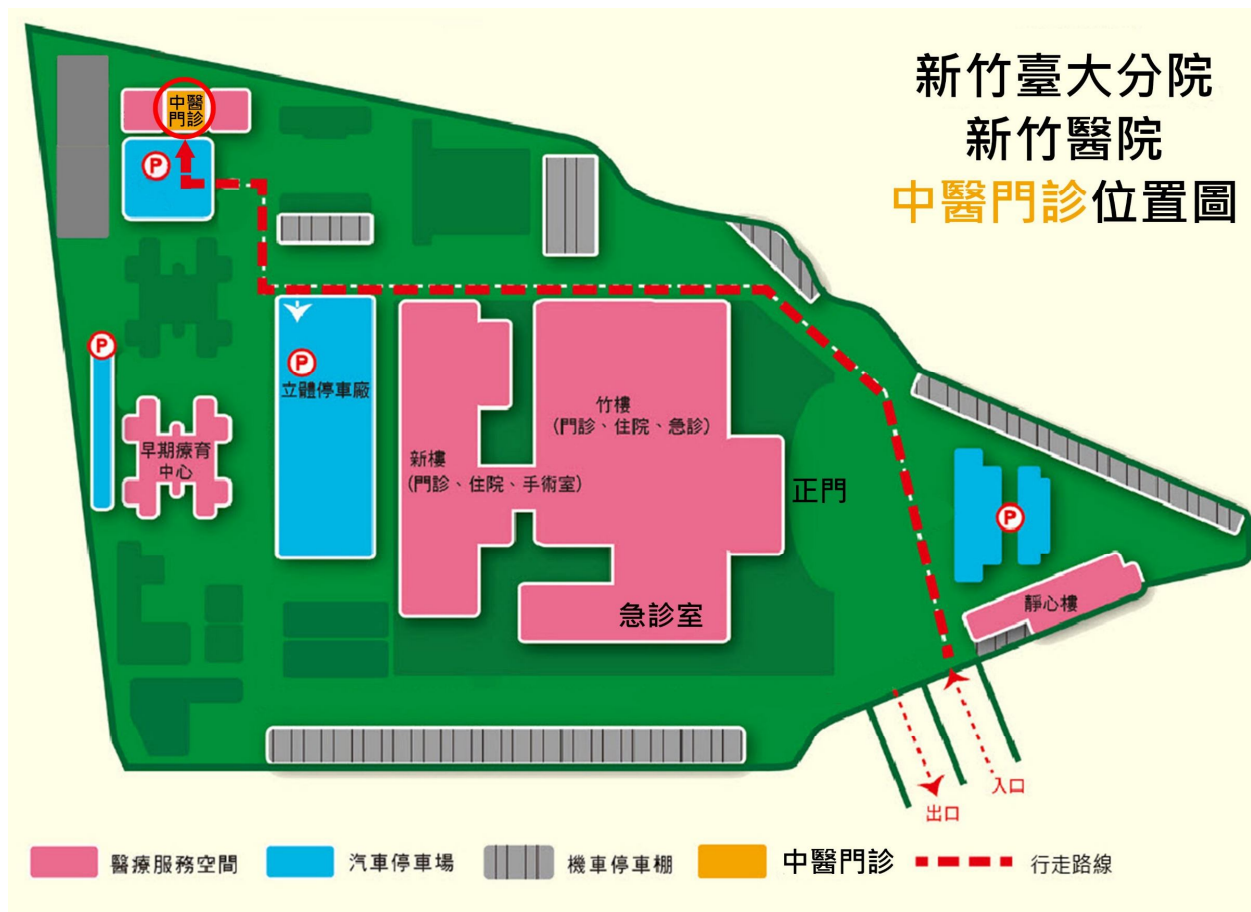 新竹臺大分院
新竹醫院
中醫門診位置圖
中醫
門診
P
P
P
立體停車廠
早期療育
中心
竹樓
(門診、住院、急診)
新樓
(門診、住院、手術室)
正門
P
急診室
靜心樓
入口
出口
醫療服務空間
汽車停車場
機車停車棚
中醫門診
行走路線